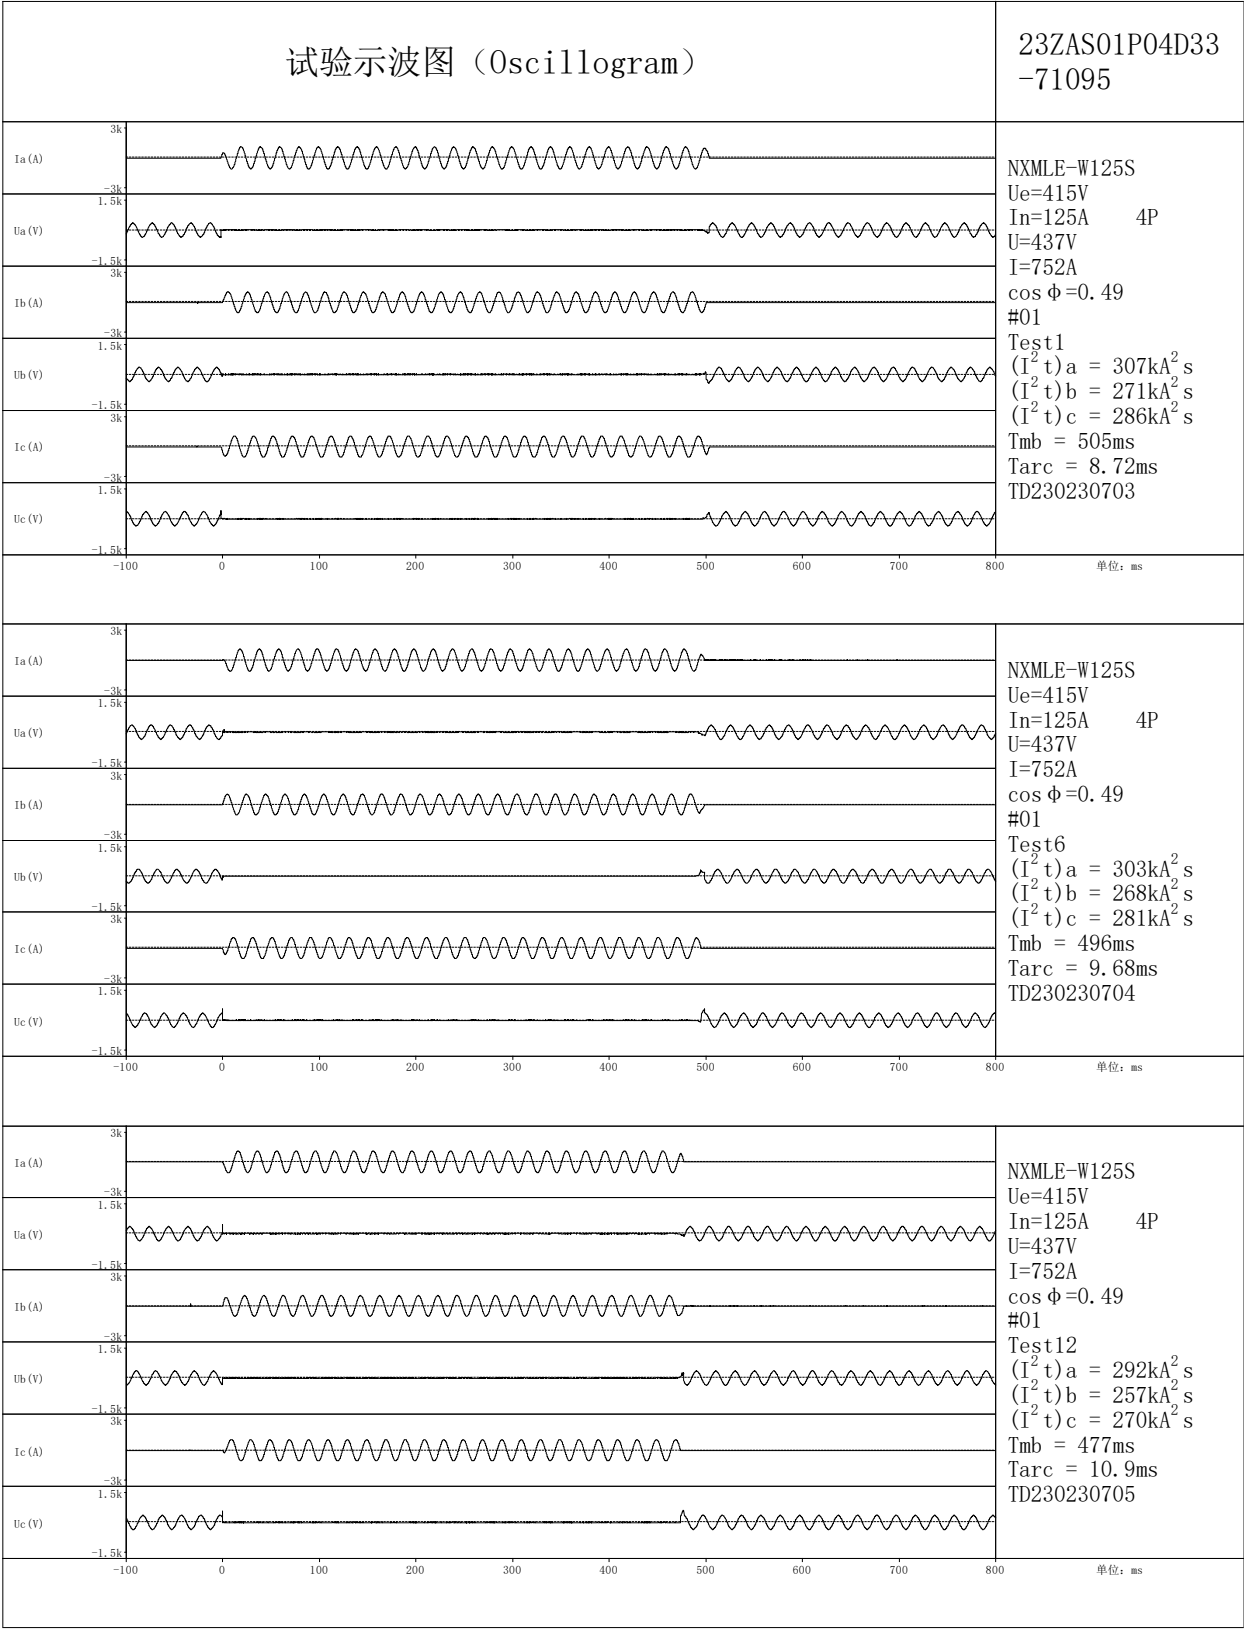 试验示波图（Oscillogram）
23ZAS01P04D33
-71095
3k
Ia(A)
-3k
1.5k
Ua(V)
-1.5k
3k
Ib(A)
-3k
1.5k
Ub(V)
-1.5k
3k
Ic(A)
-3k
1.5k
Uc(V)
-1.5k
-100 0 100 200 300 400 500 600 700 800 单位: ms
NXMLE-W125S
Ue=415V
In=125A 4P
U=437V
I=752A
cosφ=0.49
#01
Test1
(I²t)a = 307kA²s
(I²t)b = 271kA²s
(I²t)c = 286kA²s
Tmb = 505ms
Tarc = 8.72ms
TD230230703
3k
Ia(A)
-3k
1.5k
Ua(V)
-1.5k
3k
Ib(A)
-3k
1.5k
Ub(V)
-1.5k
3k
Ic(A)
-3k
1.5k
Uc(V)
-1.5k
-100 0 100 200 300 400 500 600 700 800 单位: ms
NXMLE-W125S
Ue=415V
In=125A 4P
U=437V
I=752A
cosφ=0.49
#01
Test6
(I²t)a = 303kA²s
(I²t)b = 268kA²s
(I²t)c = 281kA²s
Tmb = 496ms
Tarc = 9.68ms
TD230230704
3k
Ia(A)
-3k
1.5k
Ua(V)
-1.5k
3k
Ib(A)
-3k
1.5k
Ub(V)
-1.5k
3k
Ic(A)
-3k
1.5k
Uc(V)
-1.5k
-100 0 100 200 300 400 500 600 700 800 单位: ms
NXMLE-W125S
Ue=415V
In=125A 4P
U=437V
I=752A
cosφ=0.49
#01
Test12
(I²t)a = 292kA²s
(I²t)b = 257kA²s
(I²t)c = 270kA²s
Tmb = 477ms
Tarc = 10.9ms
TD230230705